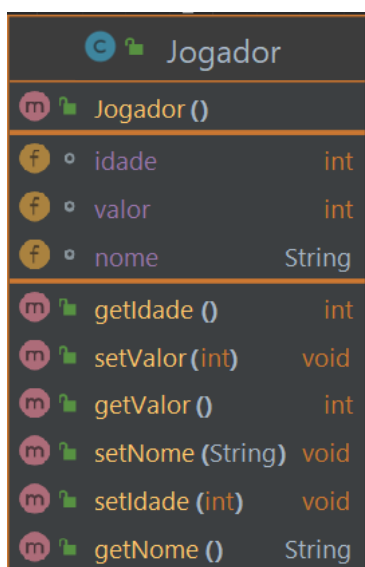 C Jogador
m Jogador()
f idade int
f valor int
f nome String
m getIdade () int
m setValor(int) void
m getValor() int
m setNome (String) void
m setIdade (int) void
m getNome () String